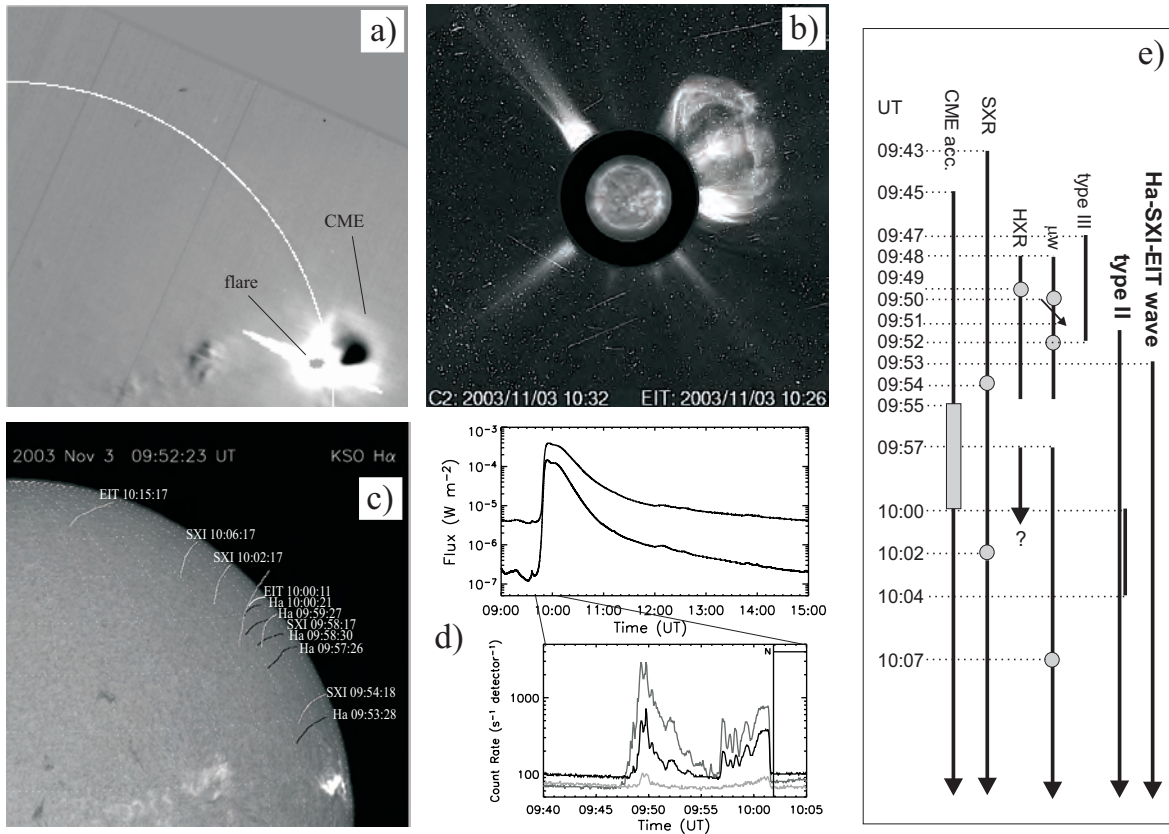 a)
CME
flare
b)
C2: 2003/11/03 10:32 EIT: 2003/11/03 10:26
2003 Nov 3 09:52:23 UT KSO Hα
c)
EIT 10:15:17
SXI 10:06:17
SXI 10:02:17
EIT 10:00:11
Ha 10:00:21
Ha 09:59:27
SXI 09:58:17
Ha 09:58:30
Ha 09:57:26
SXI 09:54:18
Ha 09:53:28
d)
Flux (W m⁻²)
10⁻³
10⁻⁴
10⁻⁵
10⁻⁶
10⁻⁷
09:00 10:00 11:00 12:00 13:00 14:00 15:00
Time (UT)
Count Rate (s⁻¹ detector⁻¹)
1000
100
N
09:40 09:45 09:50 09:55 10:00 10:05
Time (UT)
e)
UT
CME acc.
SXR
HXR
μw
type III
type II
Ha-SXI-EIT wave
09:43
09:45
09:47
09:48
09:49
09:50
09:51
09:52
09:53
09:54
09:55
09:57
10:00
?
10:02
10:04
10:07